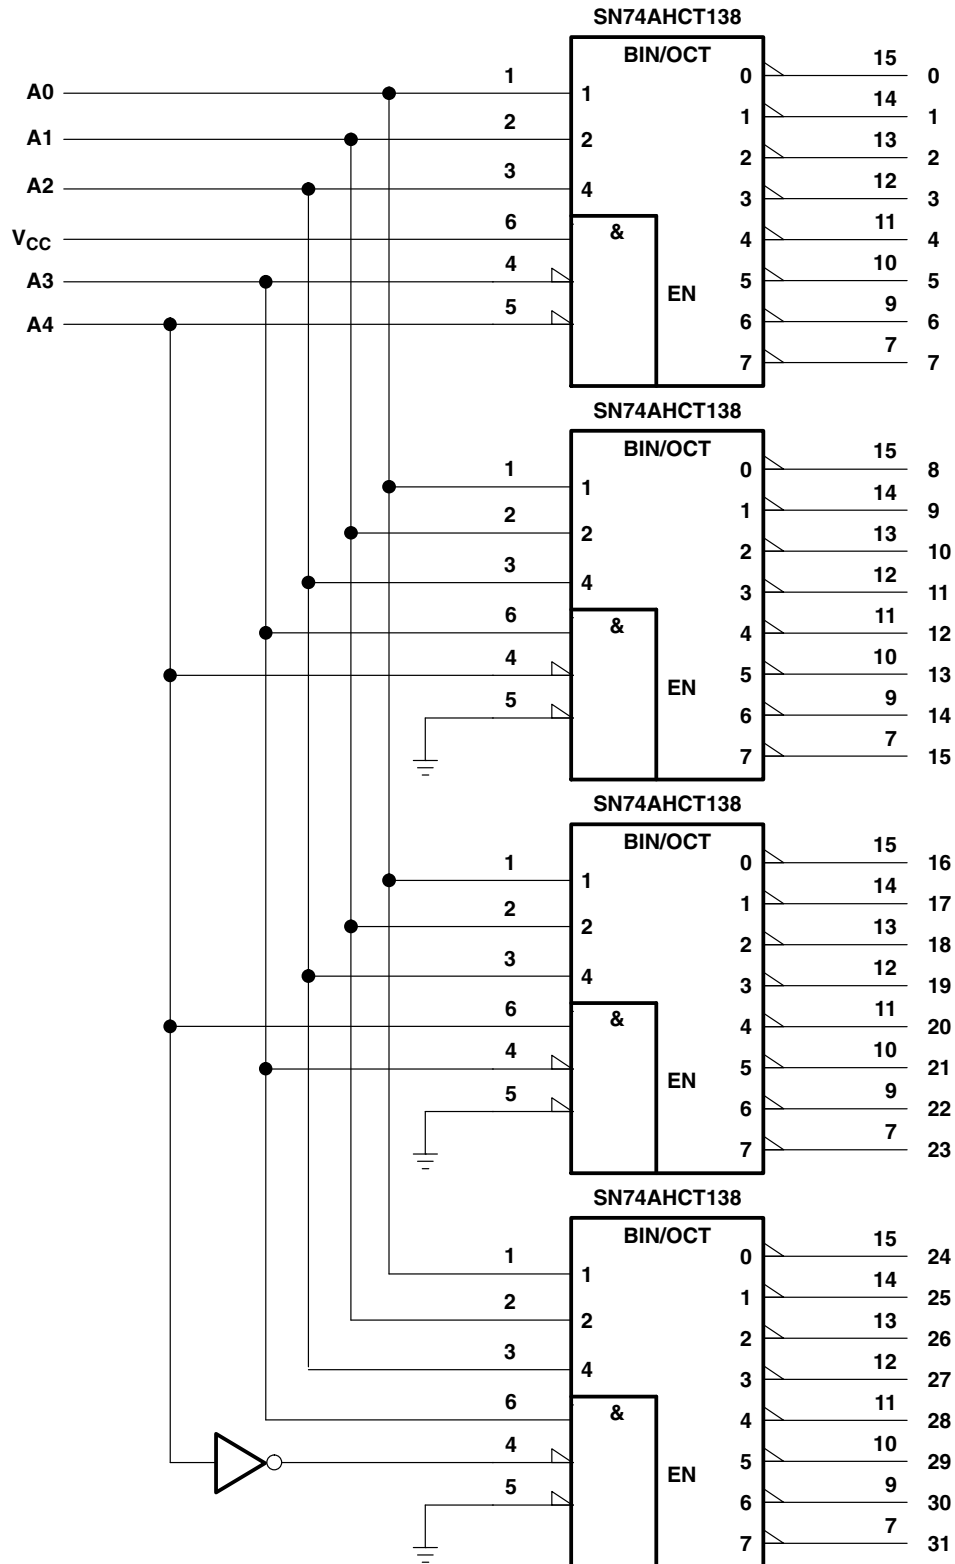 SN74AHCT138
BIN/OCT
A0 1 1 0 15 0
1 14 1
A1 2 2 2 13 2
A2 3 4 3 12 3
VCC 6 & 4 11 4
A3 4 5 10 5
EN
A4 5 6 9 6
7 7 7
SN74AHCT138
BIN/OCT
1 1 0 15 8
1 14 9
2 2 2 13 10
3 4 3 12 11
6 & 4 11 12
4 5 10 13
EN
5 6 9 14
7 7 15
SN74AHCT138
BIN/OCT
1 1 0 15 16
1 14 17
2 2 2 13 18
3 4 3 12 19
6 & 4 11 20
4 5 10 21
EN
5 6 9 22
7 7 23
SN74AHCT138
BIN/OCT
1 1 0 15 24
1 14 25
2 2 2 13 26
3 4 3 12 27
6 & 4 11 28
4 5 10 29
EN
5 6 9 30
7 7 31